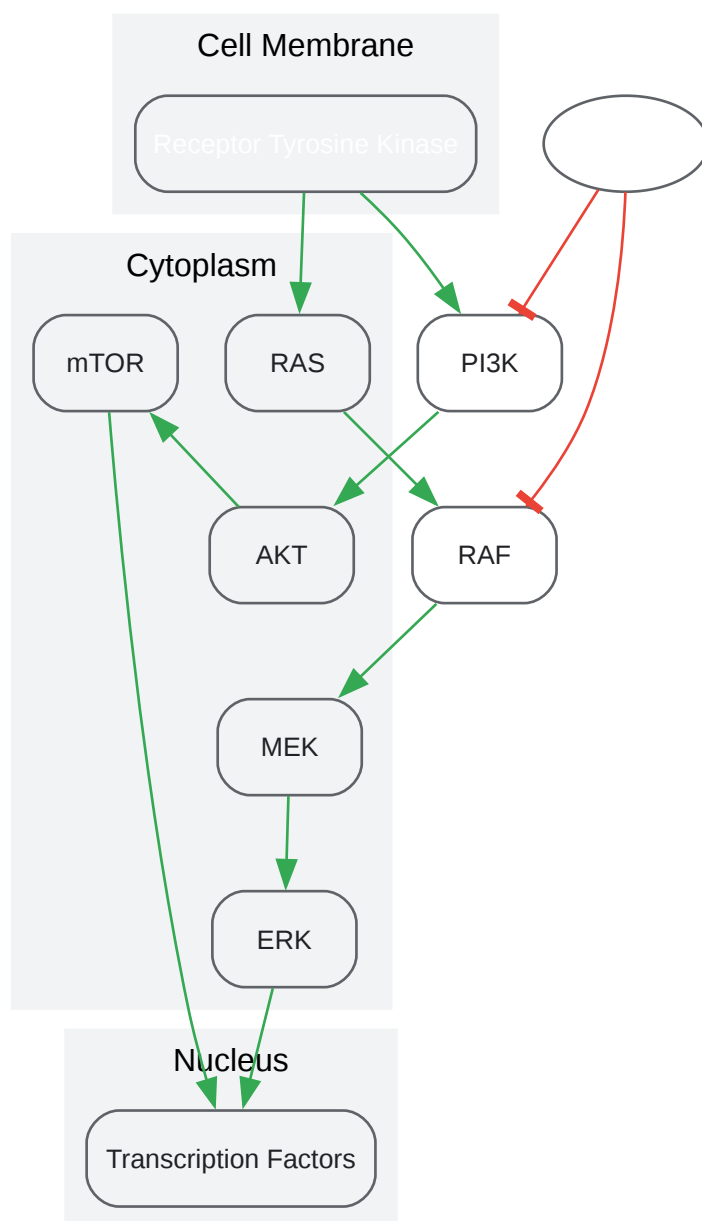 Cell Membrane
Receptor Tyrosine Kinase
Cytoplasm
mTOR
RAS
PI3K
AKT
RAF
MEK
ERK
Nucleus
Transcription Factors